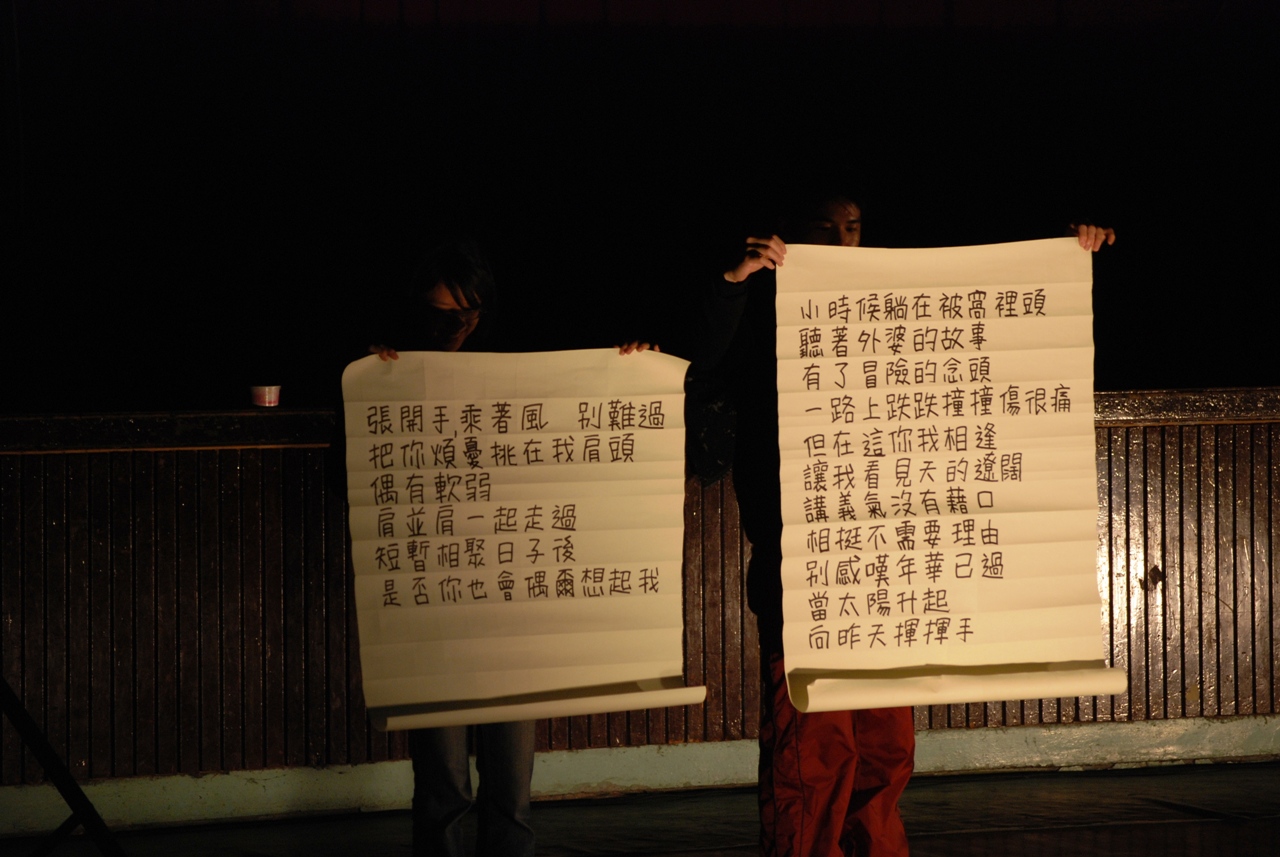 張開手,乘著風 別難過
把你煩憂挑在我肩頭
偶有軟弱
肩並肩一起走過
短暫相聚日子後
是否你也會偶爾想起我
小時候躺在被窩裡頭
聽著外婆的故事
有了冒險的念頭
一路上跌跌撞撞傷很痛
但在這你我相逢
讓我看見天的遼闊
講義氣沒有藉口
相挺不需要理由
別感嘆年華已過
當太陽升起
向昨天揮揮手